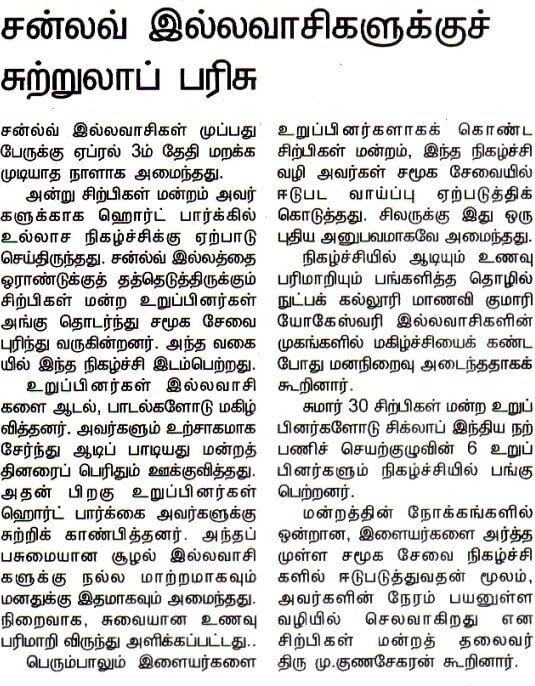 சன்லவ் இல்லவாசிகளுக்குச்
சுற்றுலாப் பரிசு
சன்ல்வ் இல்லவாசிகள் முப்பது
பேருக்கு ஏப்ரல் 3ம் தேதி மறக்க
முடியாத நாளாக அமைந்தது.
அன்று சிற்பிகள் மன்றம் அவர்
களுக்காக ஹொர்ட் பார்க்கில்
உல்லாச நிகழ்ச்சிக்கு ஏற்பாடு
செய்திருந்தது. சன்ல்வ் இல்லத்தை
ஓராண்டுக்குத் தத்தெடுத்திருக்கும்
சிற்பிகள் மன்ற உறுப்பினர்கள்
அங்கு தொடர்ந்து சமூக சேவை
புரிந்து வருகின்றனர். அந்த வகை
யில் இந்த நிகழ்ச்சி இடம்பெற்றது.
உறுப்பினர்கள் இல்லவாசி
களை ஆடல், பாடல்களோடு மகிழ்
வித்தனர். அவர்களும் உற்சாகமாக
சேர்ந்து ஆடிப் பாடியது மன்றத்
தினரைப் பெரிதும் ஊக்குவித்தது.
அதன் பிறகு உறுப்பினர்கள்
ஹொர்ட் பார்க்கை அவர்களுக்கு
சுற்றிக் காண்பித்தனர். அந்தப்
பசுமையான சூழல் இல்லவாசி
களுக்கு நல்ல மாற்றமாகவும்
மனதுக்கு இதமாகவும் அமைந்தது.
நிறைவாக, சுவையான உணவு
பரிமாறி விருந்து அளிக்கப்பட்டது..
பெரும்பாலும் இளையர்களை
உறுப்பினர்களாகக் கொண்ட
சிற்பிகள் மன்றம், இந்த நிகழ்ச்சி
வழி அவர்கள் சமூக சேவையில்
ஈடுபட வாய்ப்பு ஏற்படுத்திக்
கொடுத்தது. சிலருக்கு இது ஒரு
புதிய அனுபவமாகவே அமைந்தது.
நிகழ்ச்சியில் ஆடியும் உணவு
பரிமாறியும் பங்களித்த தொழில்
நுட்பக் கல்லூரி மாணவி குமாரி
யோகேஸ்வரி இல்லவாசிகளின்
முகங்களில் மகிழ்ச்சியைக் கண்ட
போது மனநிறைவு அடைந்ததாகக்
கூறினார்.
சுமார் 30 சிற்பிகள் மன்ற உறுப்
பினர்களோடு சிக்லாப் இந்திய நற்
பணிச் செயற்குழுவின் 6 உறுப்
பினர்களும் நிகழ்ச்சியில் பங்கு
பெற்றனர்.
மன்றத்தின் நோக்கங்களில்
ஒன்றான, இளையர்களை அர்த்த
முள்ள சமூக சேவை நிகழ்ச்சி
களில் ஈடுபடுத்துவதன் மூலம்,
அவர்களின் நேரம் பயனுள்ள
வழியில் செலவாகிறது என
சிற்பிகள் மன்றத் தலைவர்
திரு மு.குணசேகரன் கூறினார்.